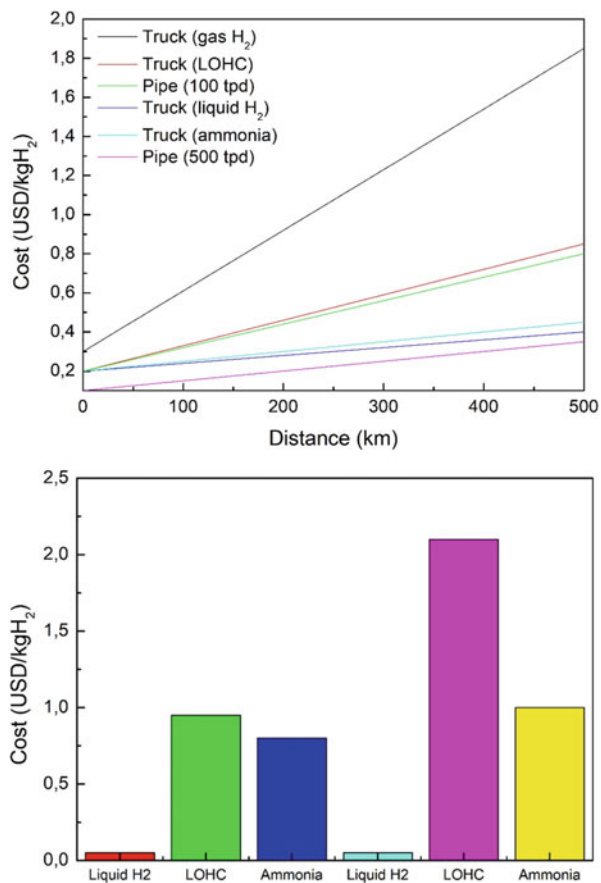 2,0
1,8
1,6
1,4
1,2
1,0
0,8
0,6
0,4
0,2
Cost (USD/kgH₂)
Truck (gas H₂)
Truck (LOHC)
Pipe (100 tpd)
Truck (liquid H₂)
Truck (ammonia)
Pipe (500 tpd)
0 100 200 300 400 500
Distance (km)
2,5
2,0
1,5
1,0
0,5
0,0
Cost (USD/kgH₂)
Liquid H2 LOHC Ammonia Liquid H2 LOHC Ammonia